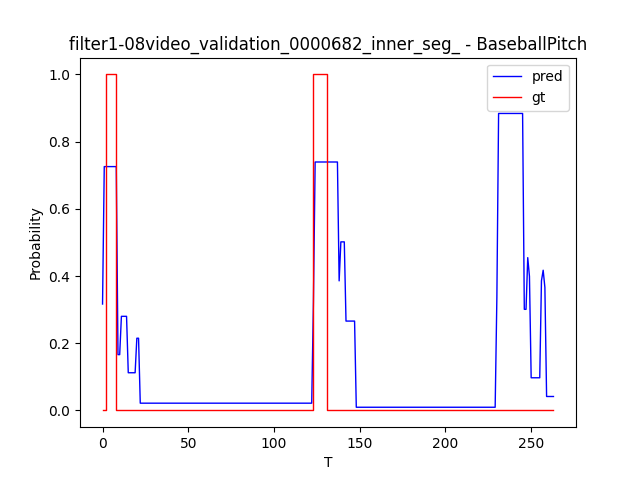 filter1-08video_validation_0000682_inner_seg_ - BaseballPitch
pred
gt
1.0
0.8
0.6
0.4
0.2
0.0
Probability
0
50
100
150
200
250
T